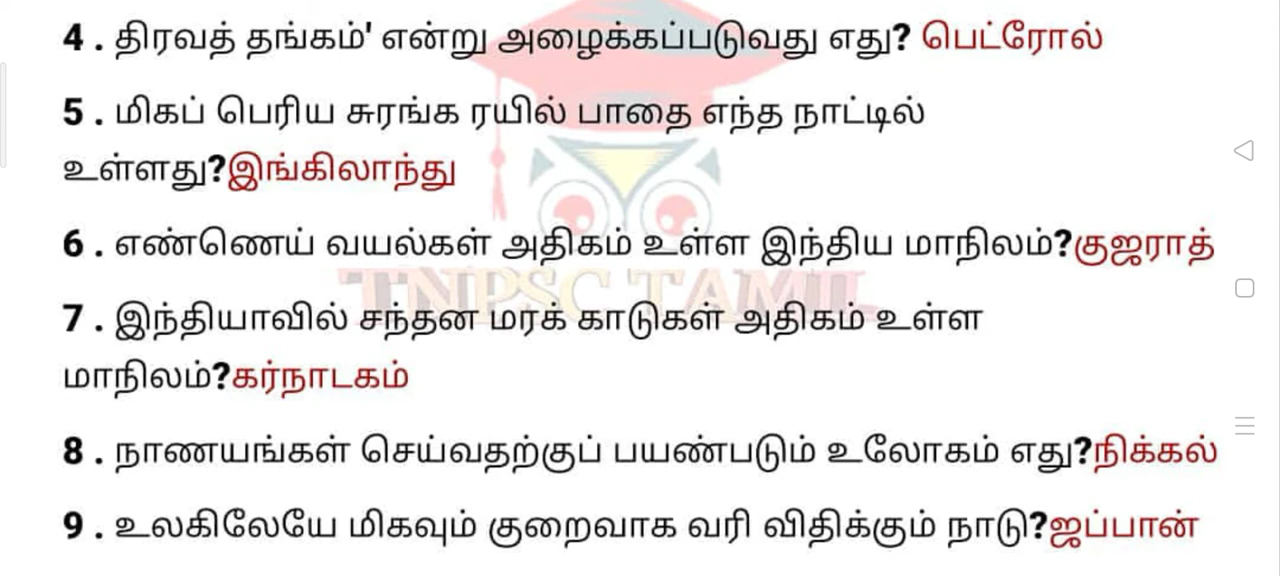 4 . திரவத் தங்கம்' என்று அழைக்கப்படுவது எது? பெட்ரோல்
5 . மிகப் பெரிய சுரங்க ரயில் பாதை எந்த நாட்டில்
உள்ளது?இங்கிலாந்து
6 . எண்ணெய் வயல்கள் அதிகம் உள்ள இந்திய மாநிலம்?குஜராத்
TNPSC TAMIL
7 . இந்தியாவில் சந்தன மரக் காடுகள் அதிகம் உள்ள
மாநிலம்?கர்நாடகம்
8 . நாணயங்கள் செய்வதற்குப் பயண்படும் உலோகம் எது?நிக்கல்
9 . உலகிலேயே மிகவும் குறைவாக வரி விதிக்கும் நாடு?ஜப்பான்